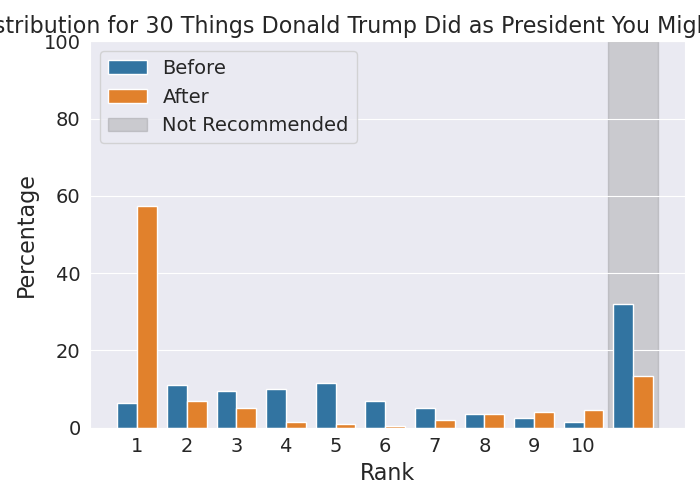 stribution for 30 Things Donald Trump Did as President You Mig
100
80
60
40
20
0
Percentage
Before
After
Not Recommended
1 2 3 4 5 6 7 8 9 10
Rank